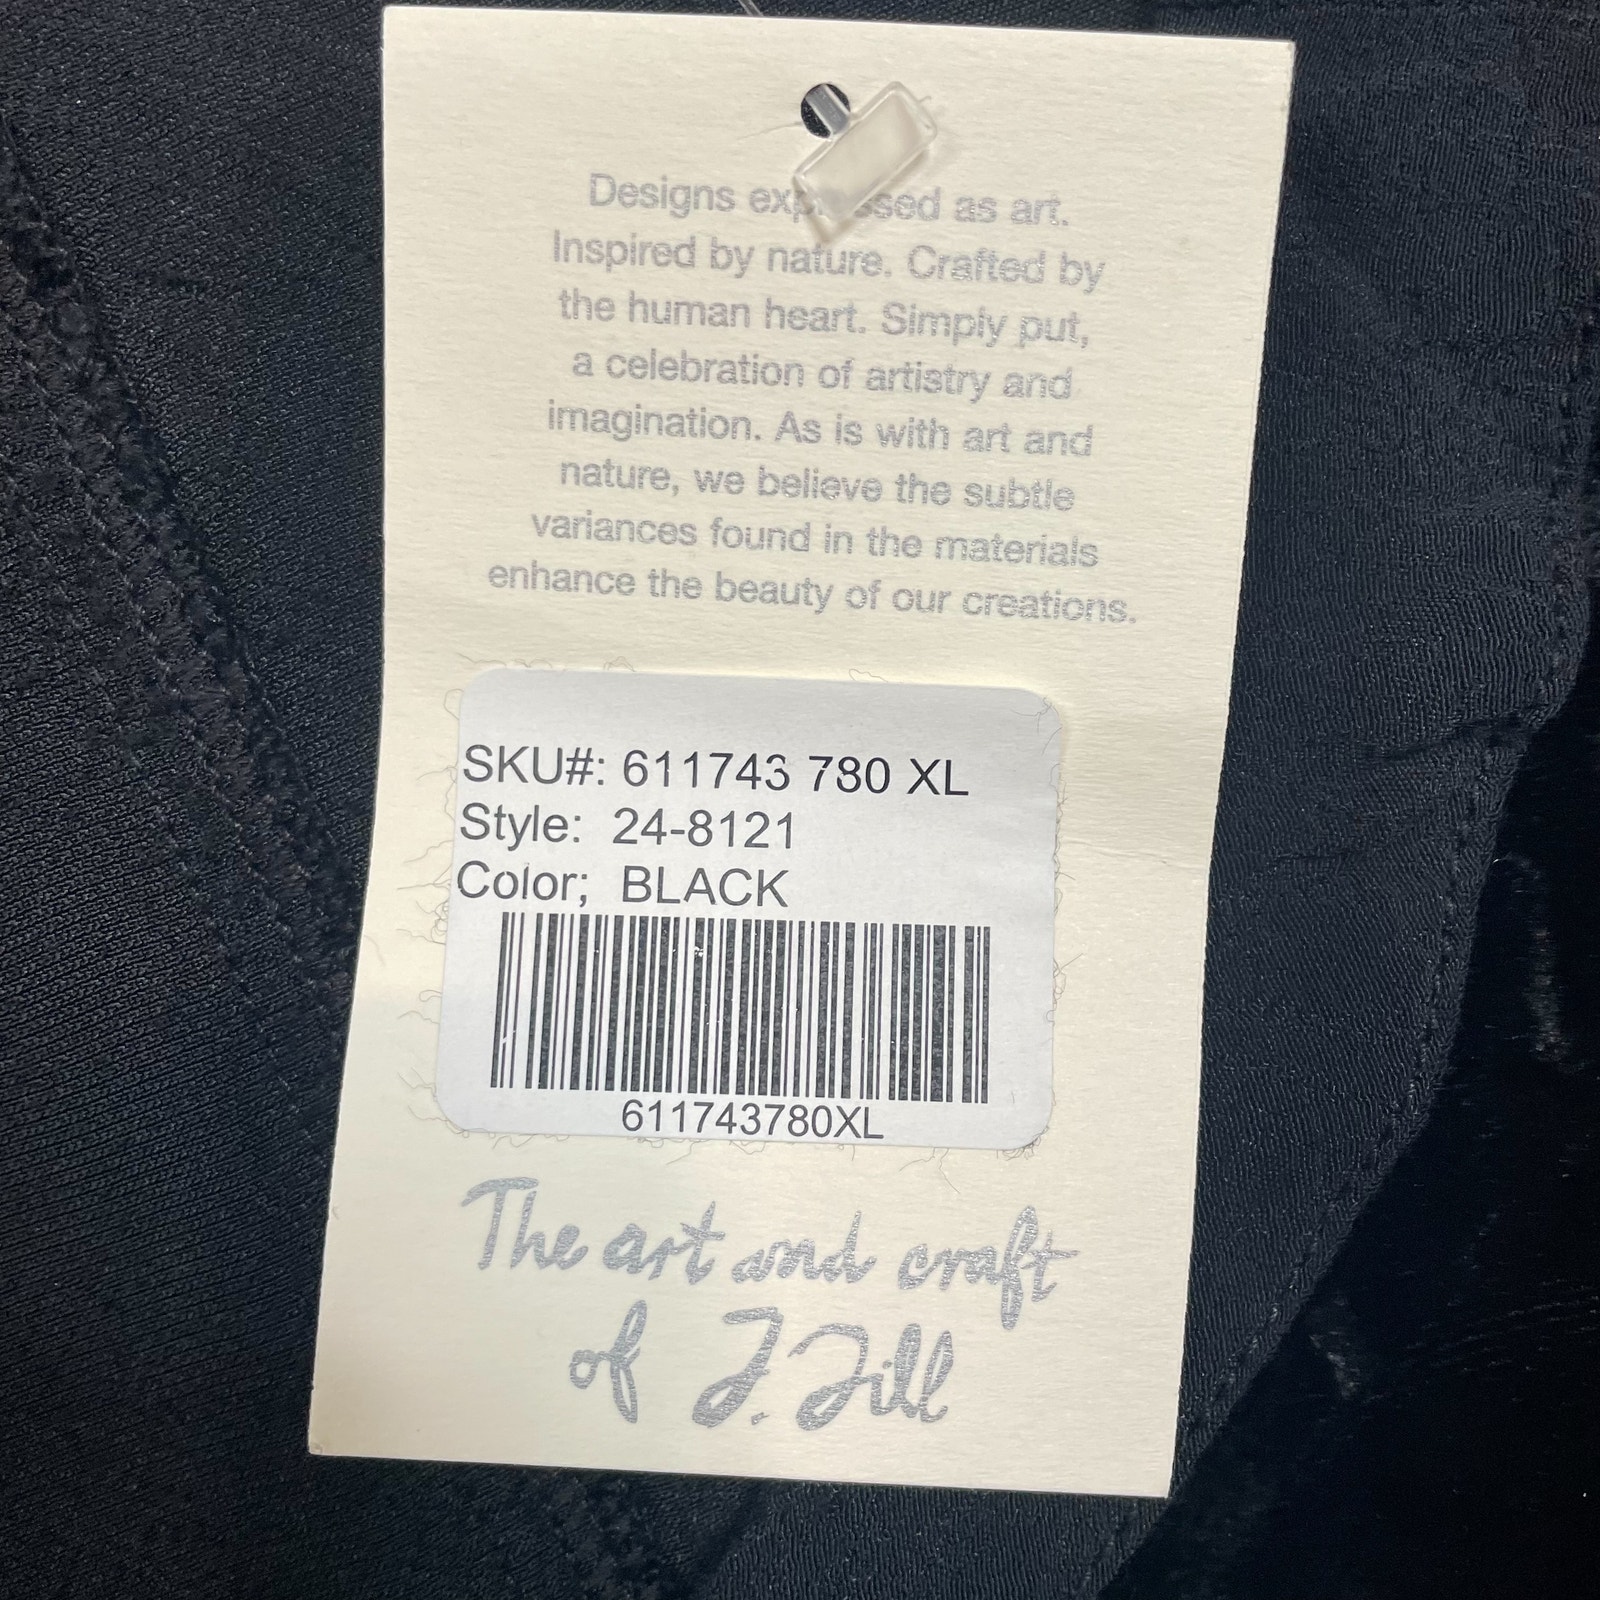 Designs expressed as art.
Inspired by nature. Crafted by
the human heart. Simply put,
a celebration of artistry and
imagination. As is with art and
nature, we believe the subtle
variances found in the materials
enhance the beauty of our creations.
SKU#: 611743 780 XL
Style: 24-8121
Color; BLACK
611743780XL
The art and craft
of J. Jill